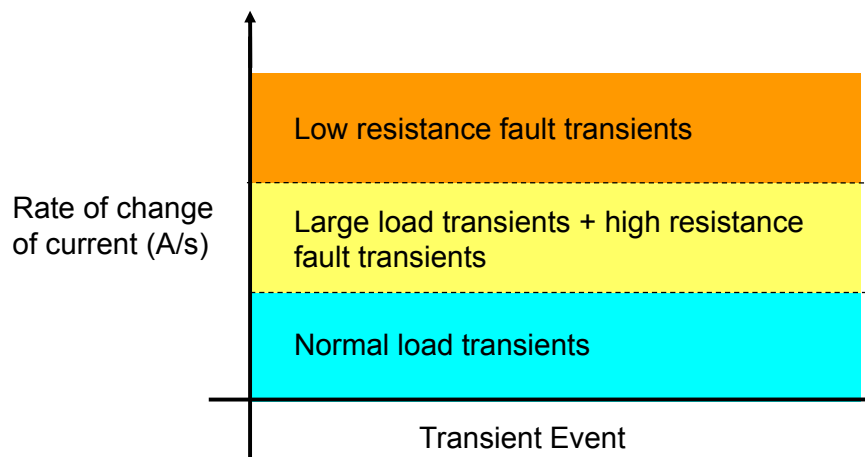 Low resistance fault transients
Rate of change
of current (A/s)
Large load transients + high resistance
fault transients
Normal load transients
Transient Event